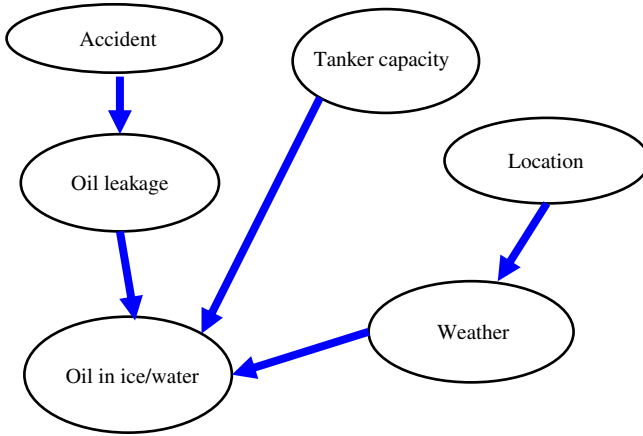 Accident
Tanker capacity
Location
Oil leakage
Weather
Oil in ice/water